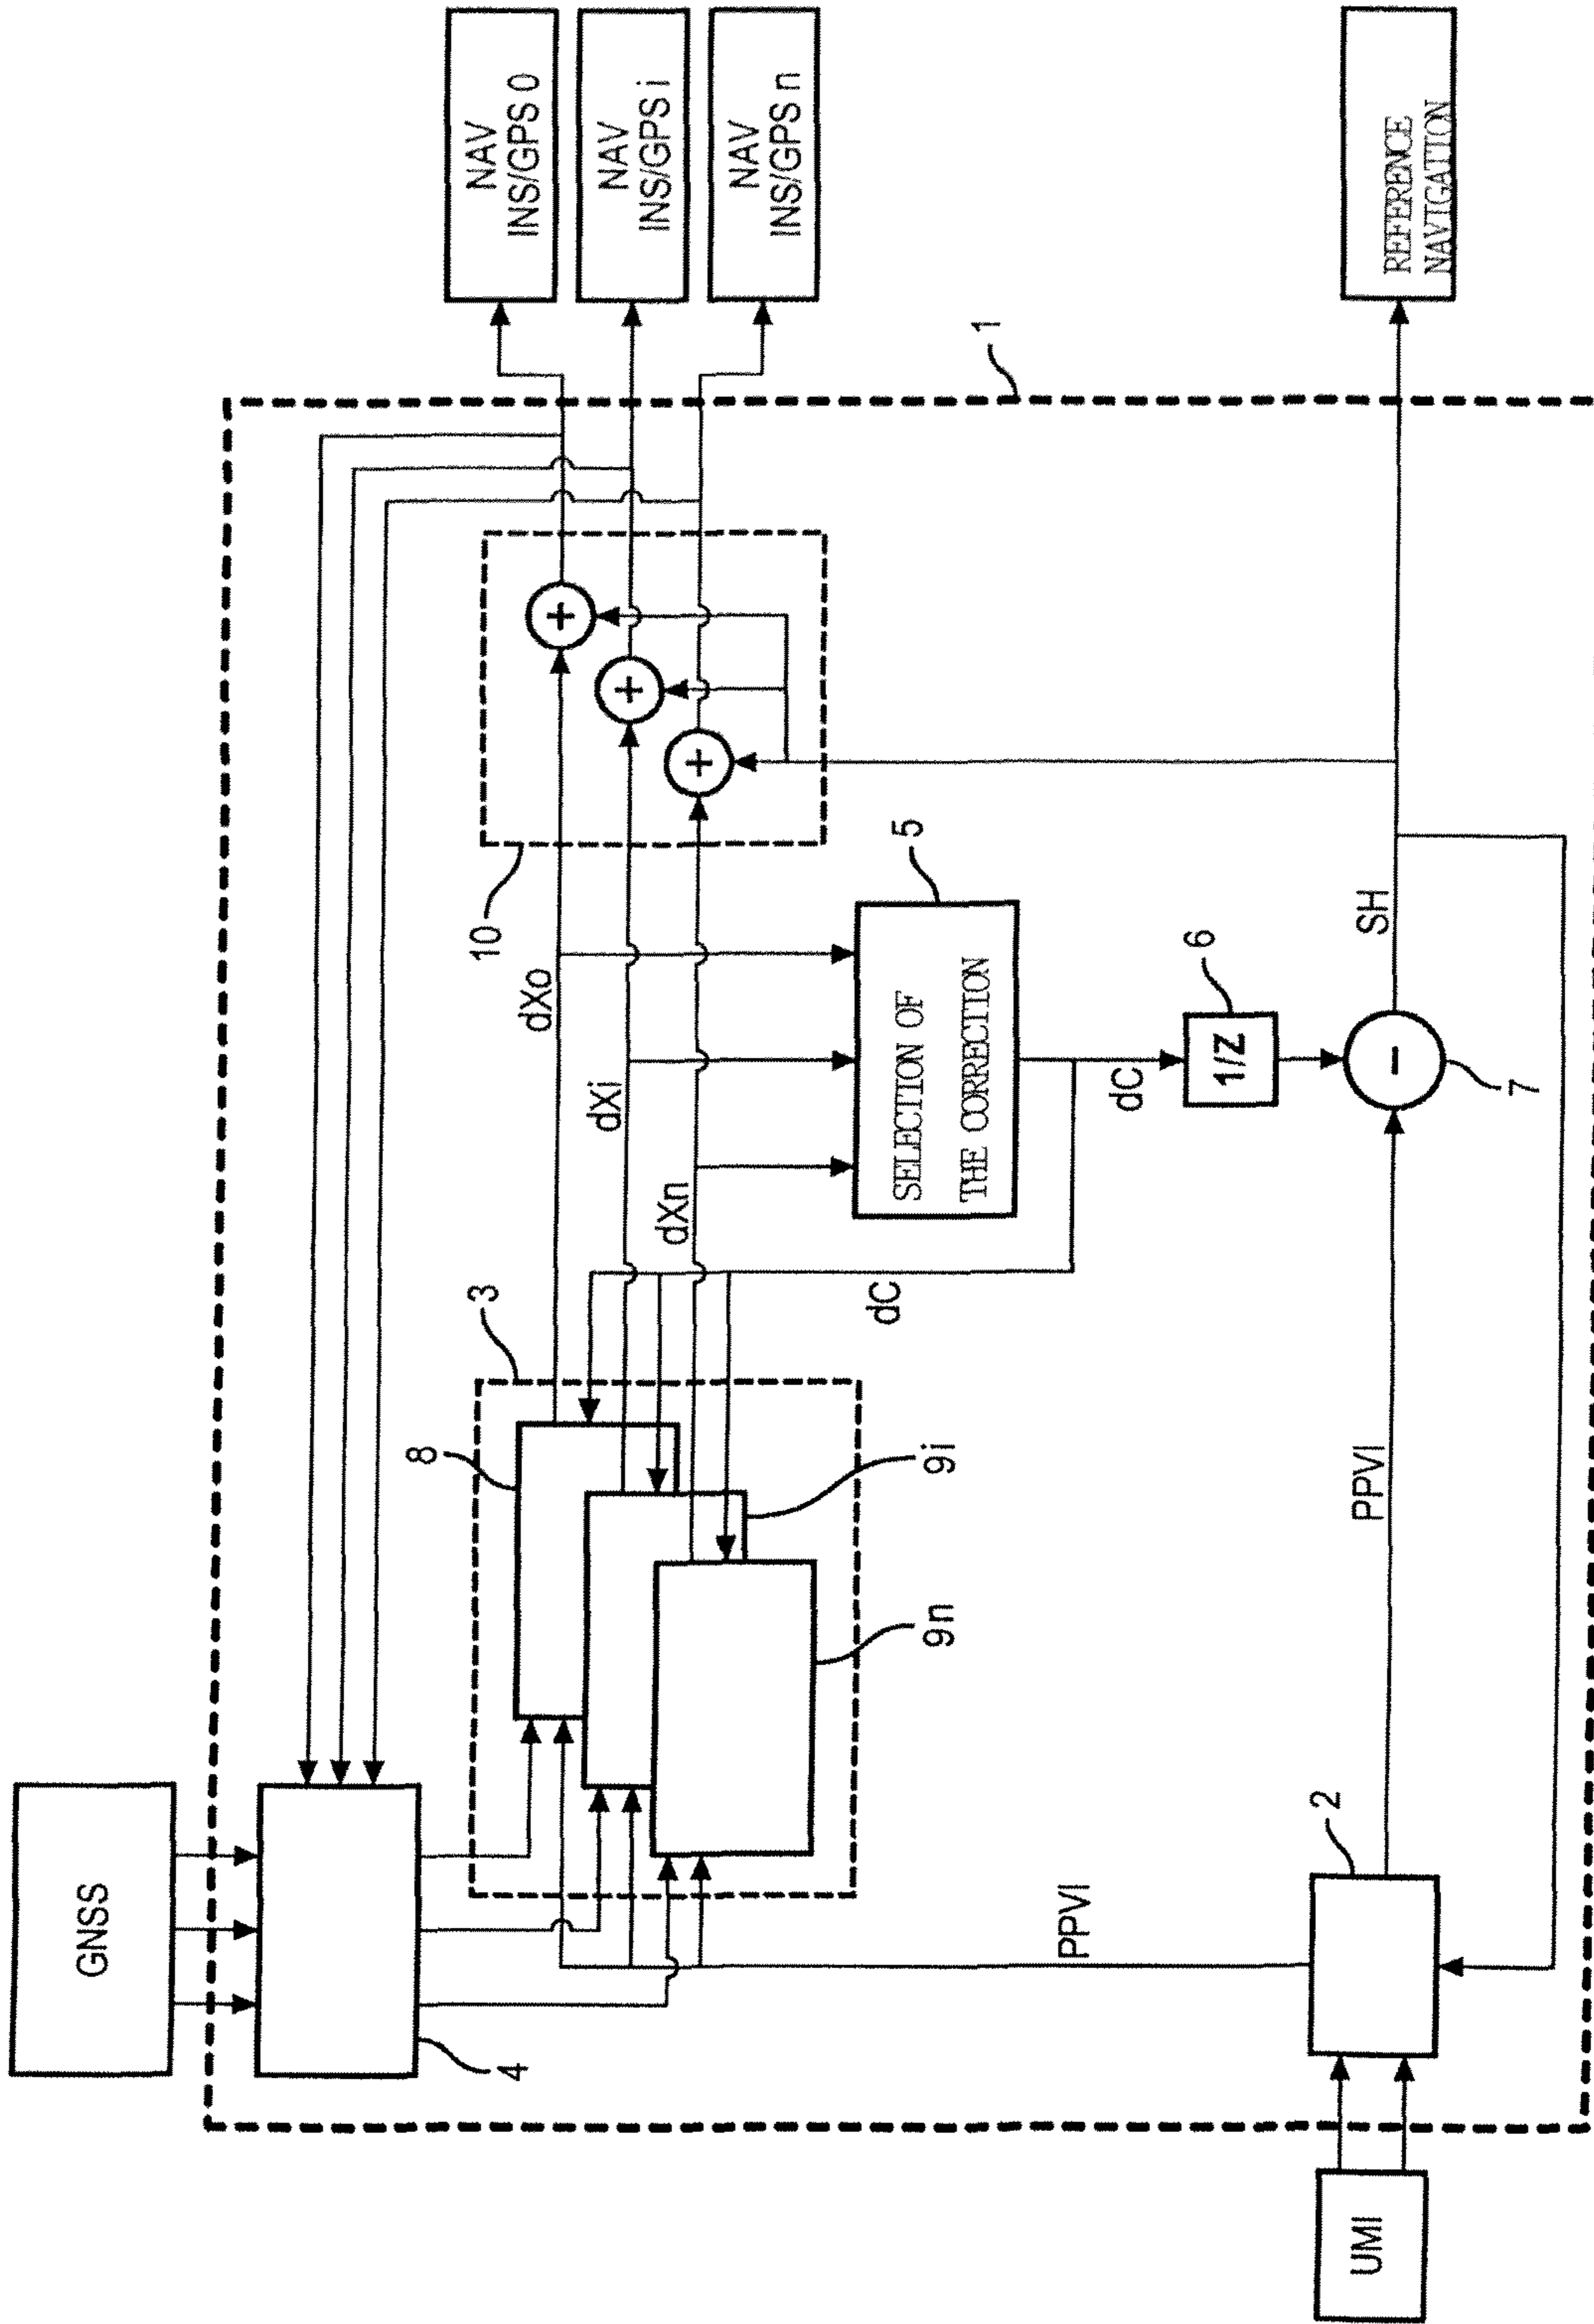 GNSS
4
8
3
dXo
10
NAV
INS/GPS 0
dXi
NAV
INS/GPS i
dXn
NAV
INS/GPS n
9i
9n
dC
SELECTION OF
THE CORRECTION
5
1
PPVI
dC
1/Z
6
UMI
2
PPVI
7
SH
REFERENCE
NAVIGATION